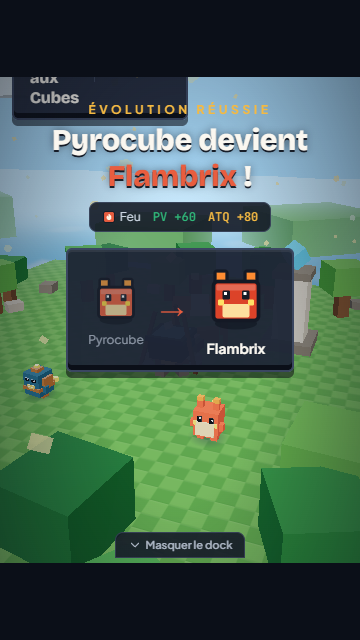 aux
Cubes
ÉVOLUTION RÉUSSIE
Pyrocube devient
Flambrix !
Feu PV +60 ATQ +80
Pyrocube → Flambrix
Masquer le dock